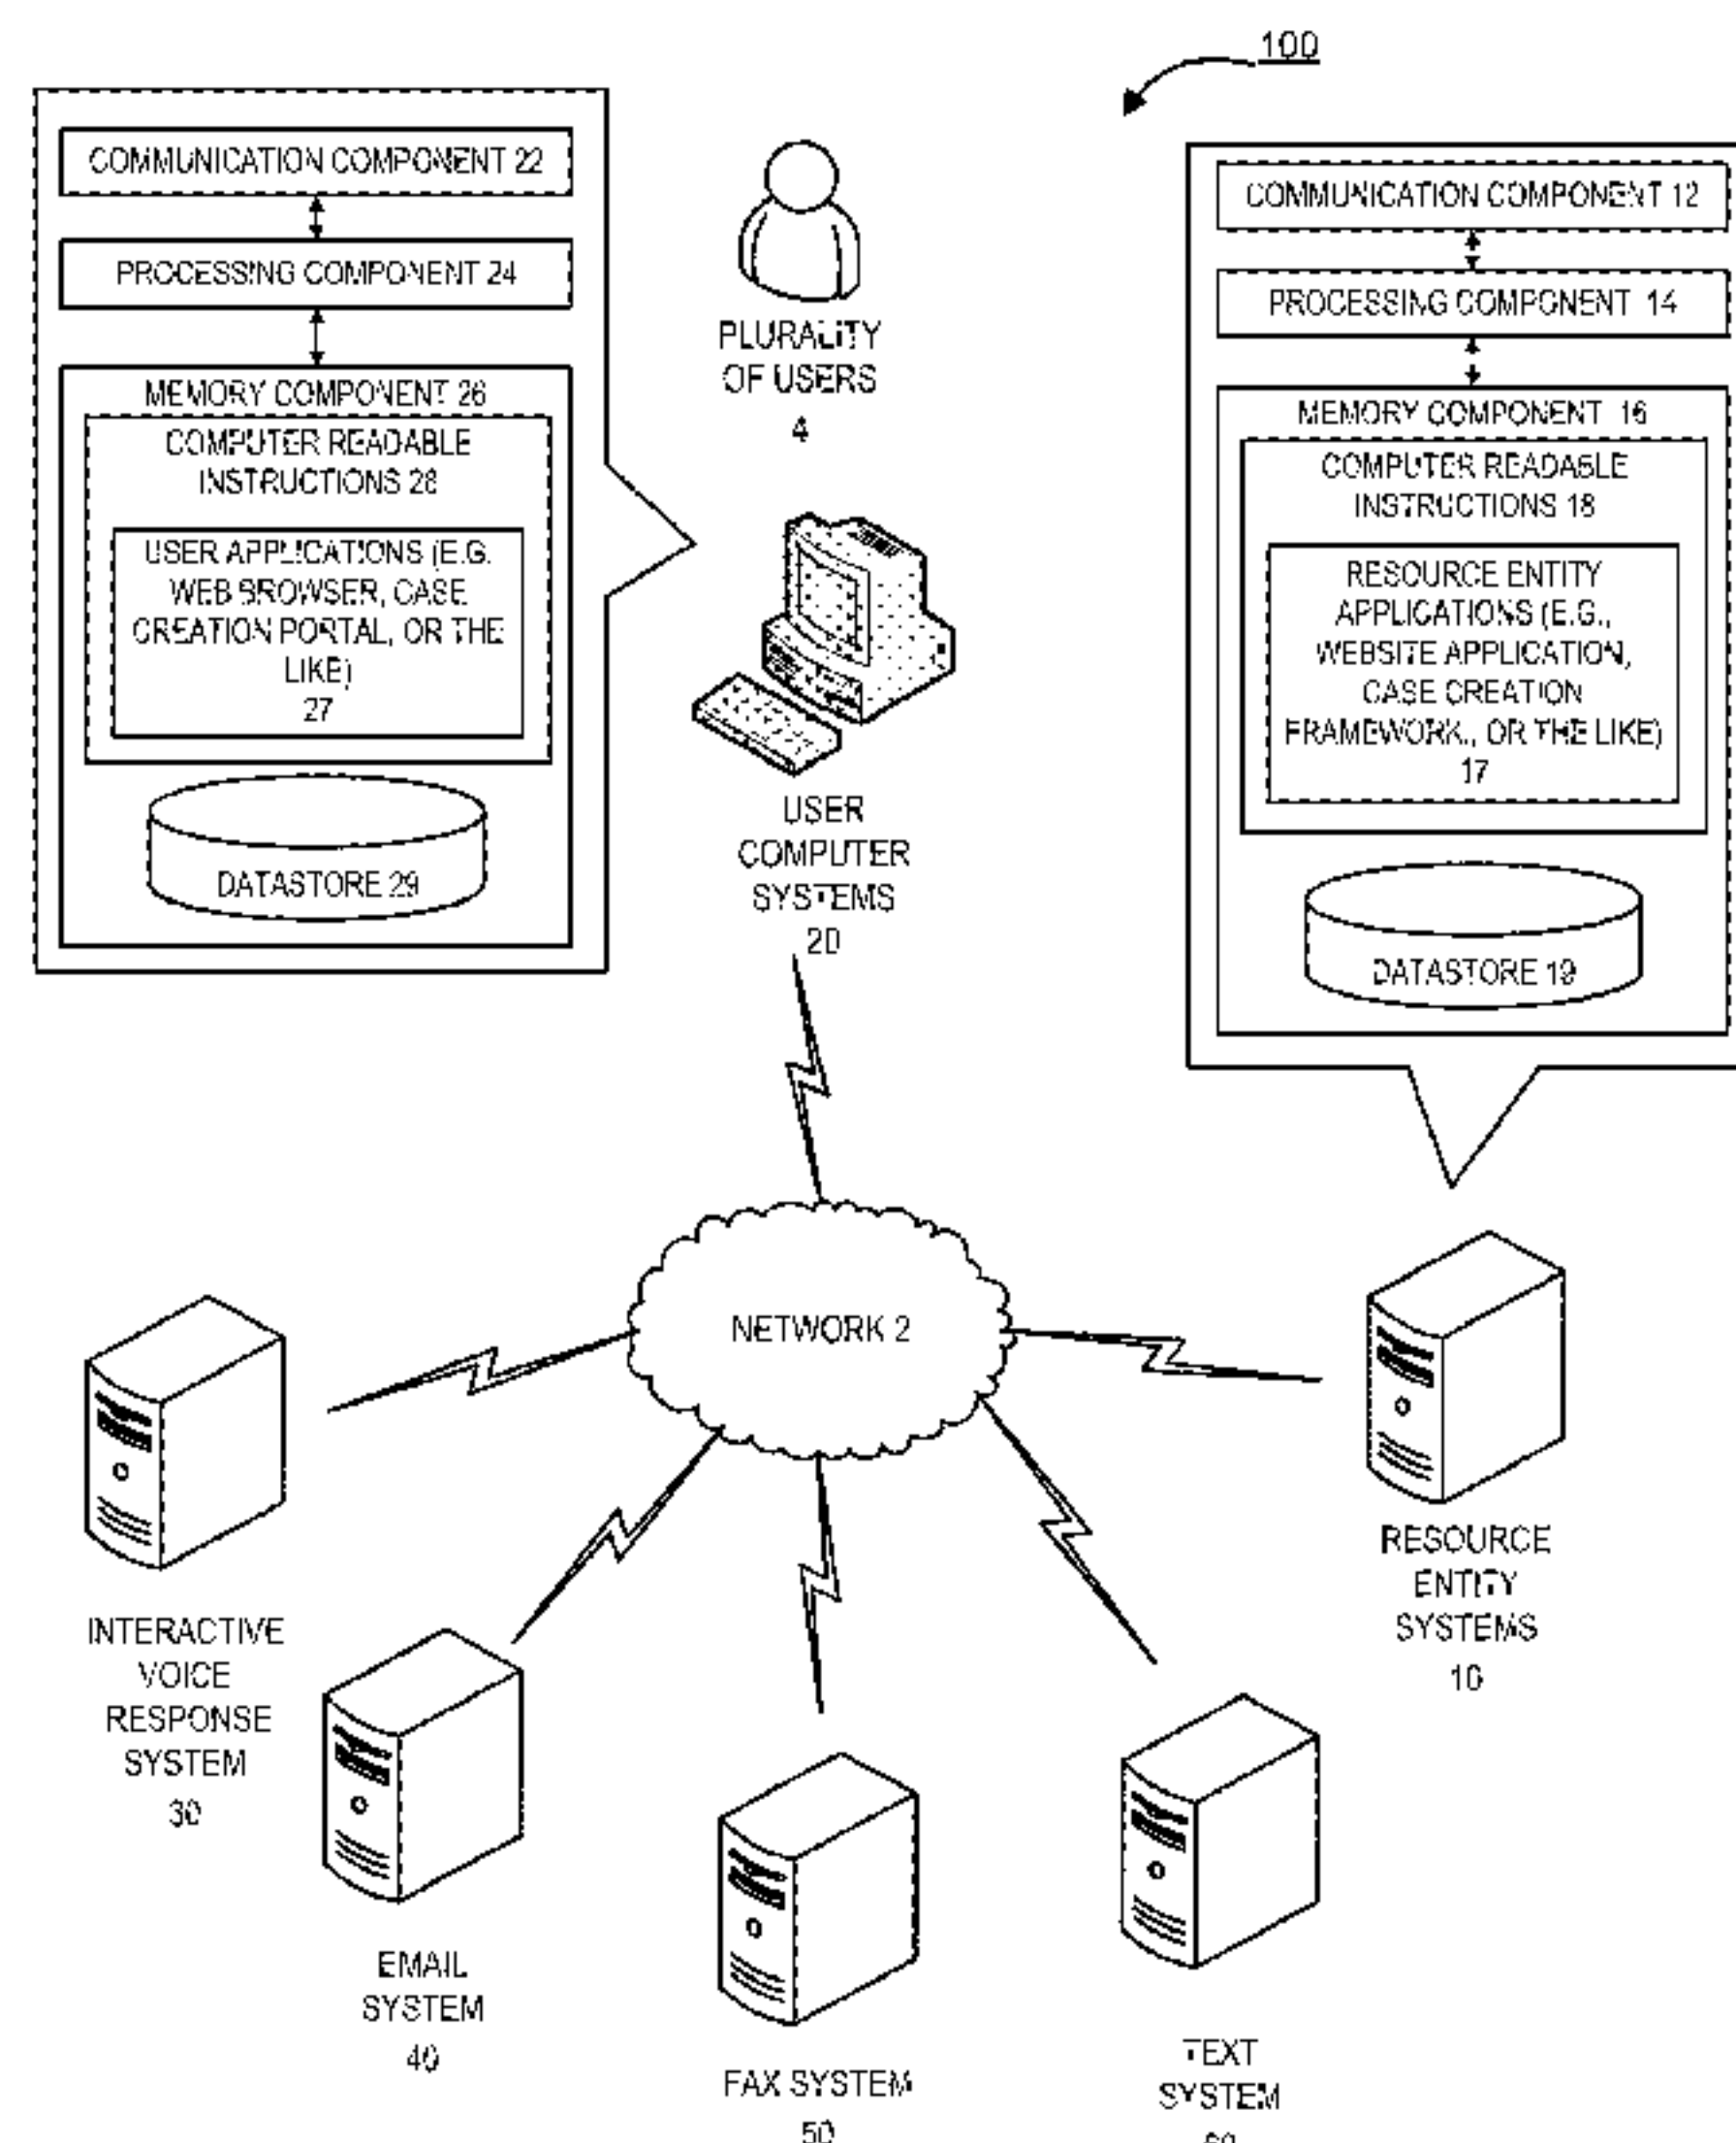 100
COMMUNICATION COMPONENT 22
PROCESSING COMPONENT 24
MEMORY COMPONENT 26
COMPUTER READABLE
INSTRUCTIONS 28
USER APPLICATIONS (E.G.
WEB BROWSER, CASE
CREATION PORTAL, OR THE
LIKE)
27
DATASTORE 29
PLURALITY
OF USERS
4
USER
COMPUTER
SYSTEMS
20
COMMUNICATION COMPONENT 12
PROCESSING COMPONENT 14
MEMORY COMPONENT 16
COMPUTER READABLE
INSTRUCTIONS 18
RESOURCE ENTITY
APPLICATIONS (E.G.,
WEBSITE APPLICATION,
CASE CREATION
FRAMEWORK., OR THE LIKE)
17
DATASTORE 19
NETWORK 2
RESOURCE
ENTITY
SYSTEMS
10
INTERACTIVE
VOICE
RESPONSE
SYSTEM
30
EMAIL
SYSTEM
40
FAX SYSTEM
50
TEXT
SYSTEM